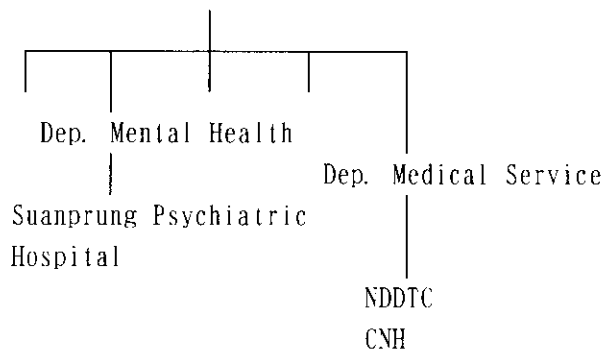 Dep. Mental Health
Dep. Medical Service
Suanprung Psychiatric
Hospital
NDDTC
CNH